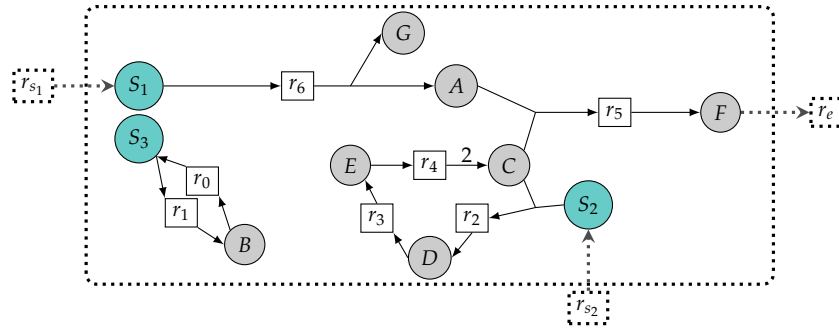 G
r_{s_1}
S_1
r_6
A
r_5
F
r_e
S_3
E
r_4
2
C
r_0
r_1
r_3
r_2
S_2
B
D
r_{s_2}